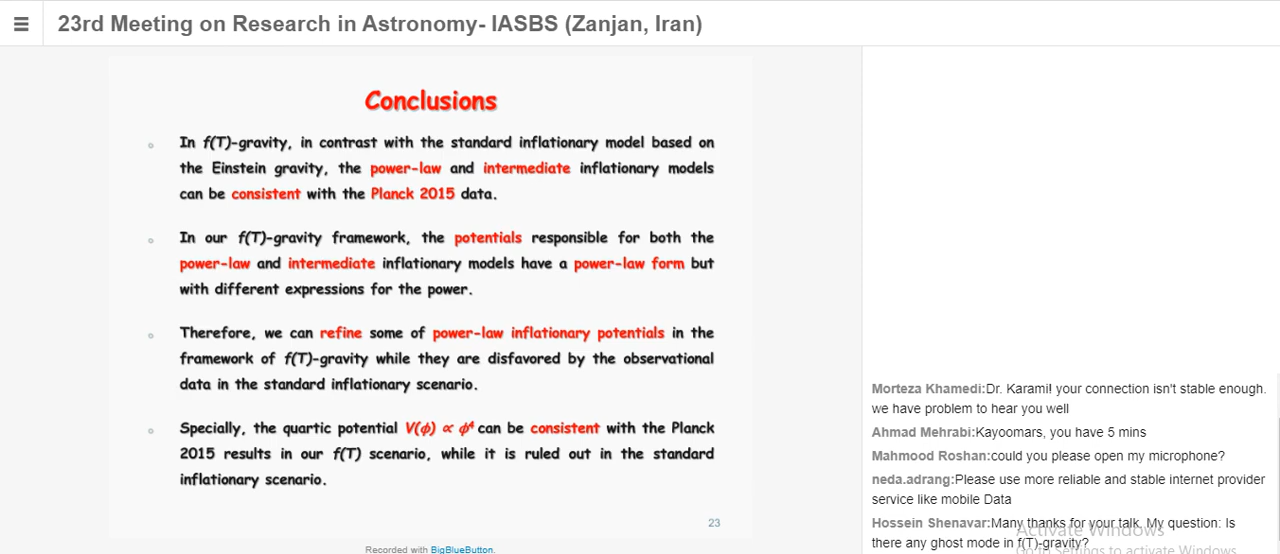 23rd Meeting on Research in Astronomy- IASBS (Zanjan, Iran)
Conclusions
In f(T)-gravity, in contrast with the standard inflationary model based on
the Einstein gravity, the power-law and intermediate inflationary models
can be consistent with the Planck 2015 data.
In our f(T)-gravity framework, the potentials responsible for both the
power-law and intermediate inflationary models have a power-law form but
with different expressions for the power.
Therefore, we can refine some of power-law inflationary potentials in the
framework of f(T)-gravity while they are disfavored by the observational
data in the standard inflationary scenario.
Specially, the quartic potential V(ϕ) ∝ ϕ⁴ can be consistent with the Planck
2015 results in our f(T) scenario, while it is ruled out in the standard
inflationary scenario.
23
Recorded with BigBlueButton.
Morteza Khamedi:Dr. Karami! your connection isn't stable enough.
we have problem to hear you well
Ahmad Mehrabi:Kayoomars, you have 5 mins
Mahmood Roshan:could you please open my microphone?
neda.adrang:Please use more reliable and stable internet provider
service like mobile Data
Hossein Shenavar:Many thanks for your talk. My question: Is
there any ghost mode in f(T)-gravity?
Activate Windows
Go to Settings to activate Windows.